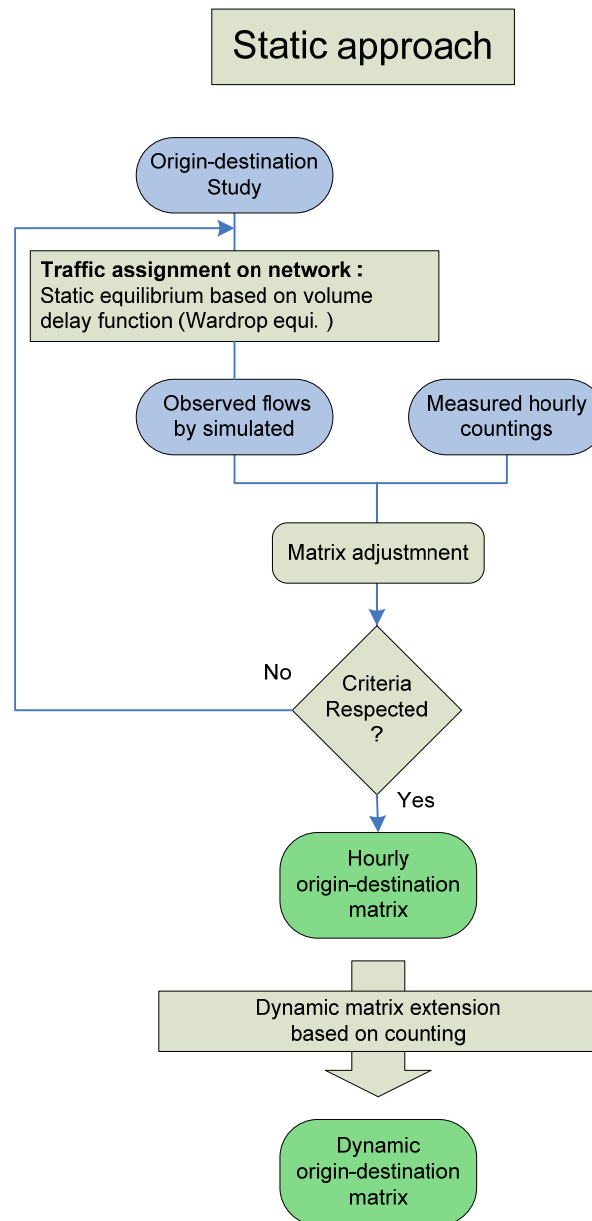 Static approach
Origin-destination
Study
Traffic assignment on network :
Static equilibrium based on volume
delay function (Wardrop equi. )
Observed flows
by simulated
Measured hourly
countings
Matrix adjustmnent
No
Criteria
Respected
?
Yes
Hourly
origin-destination
matrix
Dynamic matrix extension
based on counting
Dynamic
origin-destination
matrix